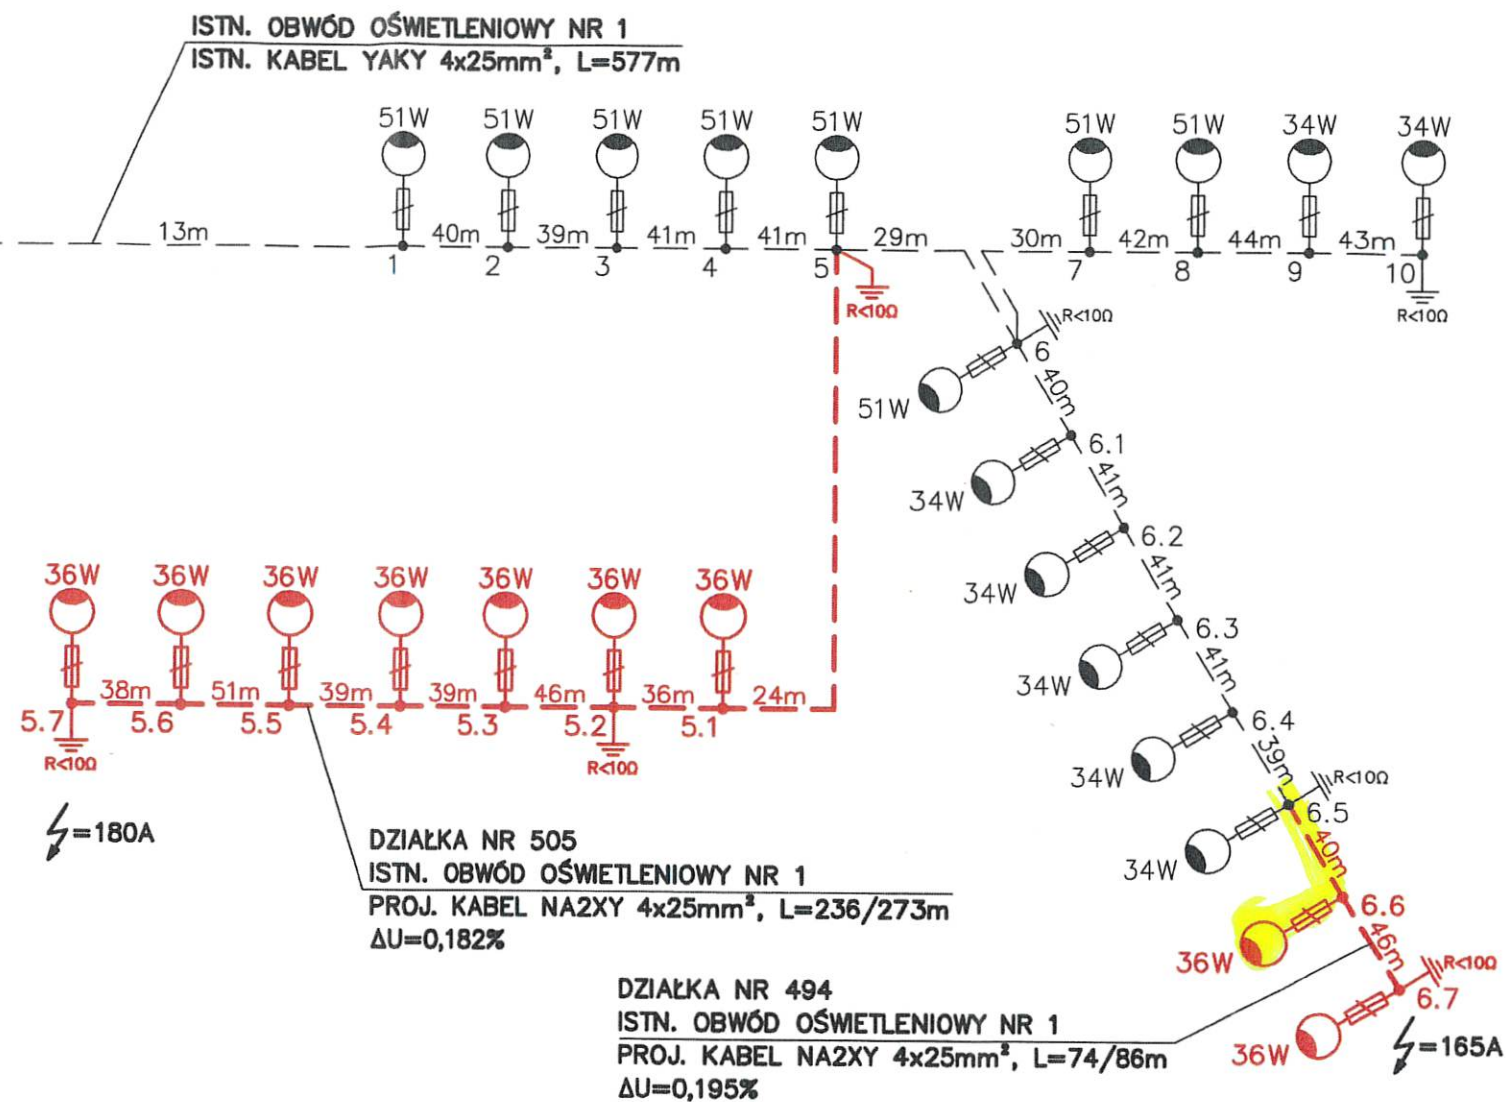 ISTN. OBWÓD OŚWIETLENIOWY NR 1
ISTN. KABEL YAKY 4x25mm², L=577m
51W 51W 51W 51W 51W 51W 51W 34W 34W
13m 40m 39m 41m 41m 29m 30m 42m 44m 43m
1 2 3 4 5 7 8 9 10
R<10Ω R<10Ω R<10Ω
6
51W
40m
6.1
34W
41m
6.2
34W
41m
6.3
34W
41m
6.4
34W
39m
R<10Ω
6.5
34W
40m
6.6
36W
46m
R<10Ω
6.7
36W
=165A
36W 36W 36W 36W 36W 36W 36W
38m 51m 39m 39m 46m 36m 24m
5.7 5.6 5.5 5.4 5.3 5.2 5.1
R<10Ω R<10Ω
=180A
DZIAŁKA NR 505
ISTN. OBWÓD OŚWIETLENIOWY NR 1
PROJ. KABEL NA2XY 4x25mm², L=236/273m
ΔU=0,182%
DZIAŁKA NR 494
ISTN. OBWÓD OŚWIETLENIOWY NR 1
PROJ. KABEL NA2XY 4x25mm², L=74/86m
ΔU=0,195%